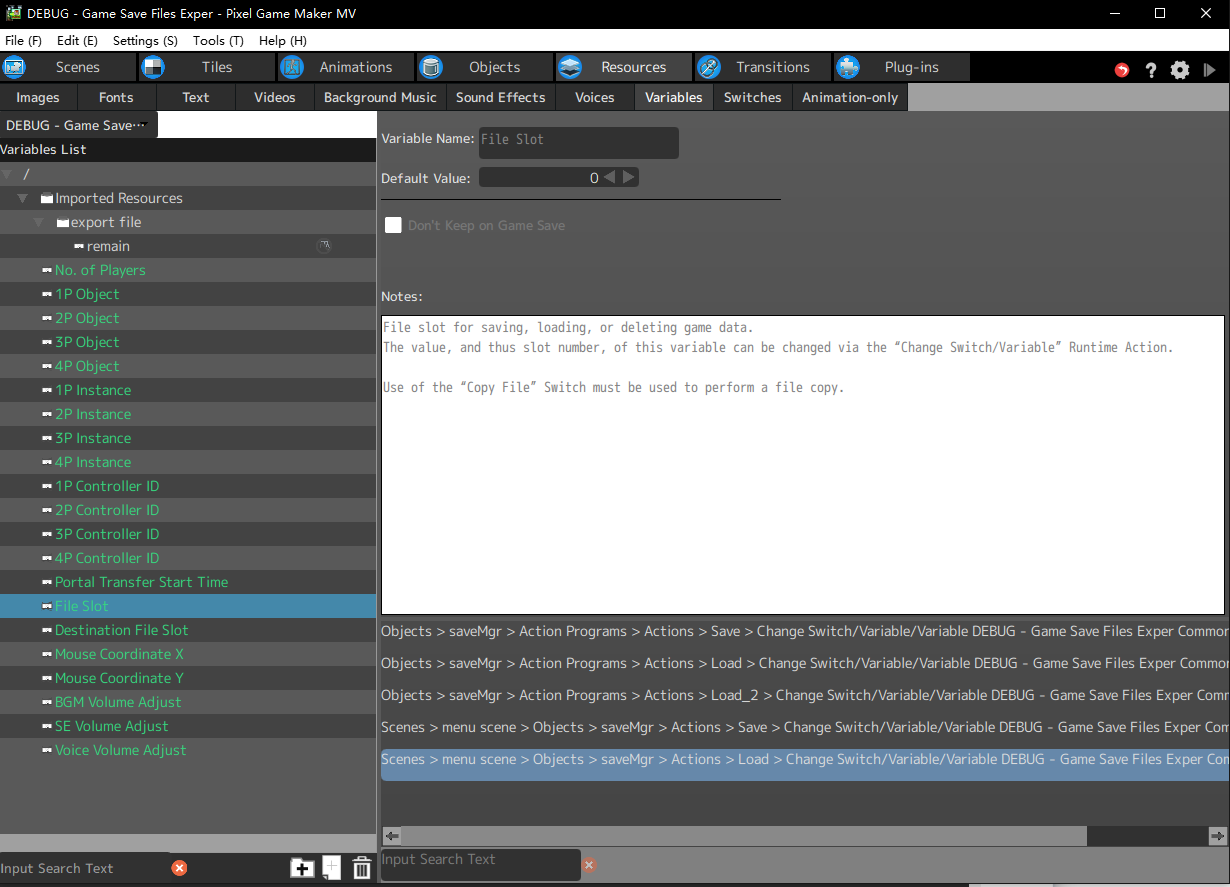 DEBUG - Game Save Files Exper - Pixel Game Maker MV
File (F) Edit (E) Settings (S) Tools (T) Help (H)
Scenes Tiles Animations Objects Resources Transitions Plug-ins
Images Fonts Text Videos Background Music Sound Effects Voices Variables Switches Animation-only
DEBUG - Game Save⋯
Variables List
/
Imported Resources
export file
remain
No. of Players
1P Object
2P Object
3P Object
4P Object
1P Instance
2P Instance
3P Instance
4P Instance
1P Controller ID
2P Controller ID
3P Controller ID
4P Controller ID
Portal Transfer Start Time
File Slot
Destination File Slot
Mouse Coordinate X
Mouse Coordinate Y
BGM Volume Adjust
SE Volume Adjust
Voice Volume Adjust
Input Search Text
Variable Name: File Slot
Default Value: 0
Don't Keep on Game Save
Notes:
File slot for saving, loading, or deleting game data.
The value, and thus slot number, of this variable can be changed via the “Change Switch/Variable” Runtime Action.
Use of the “Copy File” Switch must be used to perform a file copy.
Objects > saveMgr > Action Programs > Actions > Save > Change Switch/Variable/Variable DEBUG - Game Save Files Exper Common
Objects > saveMgr > Action Programs > Actions > Load > Change Switch/Variable/Variable DEBUG - Game Save Files Exper Common
Objects > saveMgr > Action Programs > Actions > Load_2 > Change Switch/Variable/Variable DEBUG - Game Save Files Exper Comm
Scenes > menu scene > Objects > saveMgr > Actions > Save > Change Switch/Variable/Variable DEBUG - Game Save Files Exper Com
Scenes > menu scene > Objects > saveMgr > Actions > Load > Change Switch/Variable/Variable DEBUG - Game Save Files Exper Com
Input Search Text